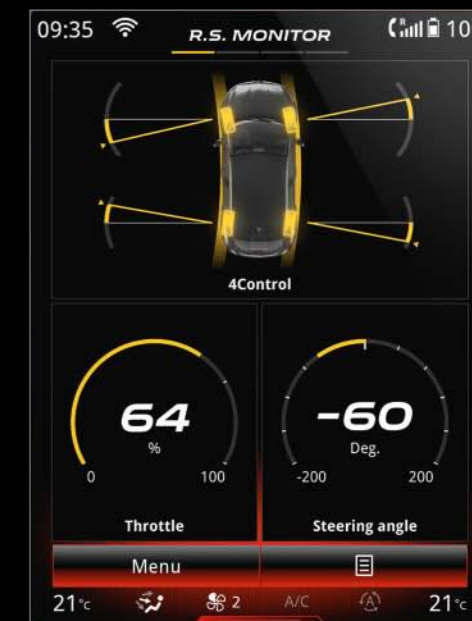 09:35 R.S. MONITOR R 10
4Control
64
%
0 100
Throttle
-60
Deg.
-200 200
Steering angle
Menu
21°C 2 A/C A 21°C